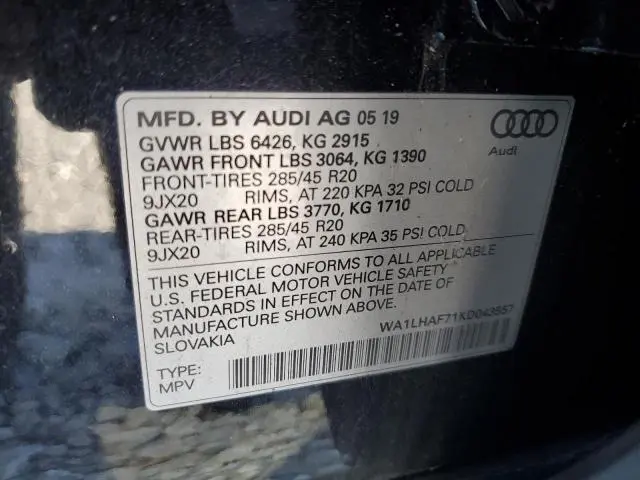 MFD. BY AUDI AG 05 19
GVWR LBS 6426, KG 2915
GAWR FRONT LBS 3064, KG 1390
FRONT-TIRES 285/45 R20
9JX20 RIMS, AT 220 KPA 32 PSI COLD
GAWR REAR LBS 3770, KG 1710
REAR-TIRES 285/45 R20
9JX20 RIMS, AT 240 KPA 35 PSI COLD
Audi
THIS VEHICLE CONFORMS TO ALL APPLICABLE
U.S. FEDERAL MOTOR VEHICLE SAFETY
STANDARDS IN EFFECT ON THE DATE OF
MANUFACTURE SHOWN ABOVE.
SLOVAKIA
WA1LHAF71KD043557
TYPE:
MPV